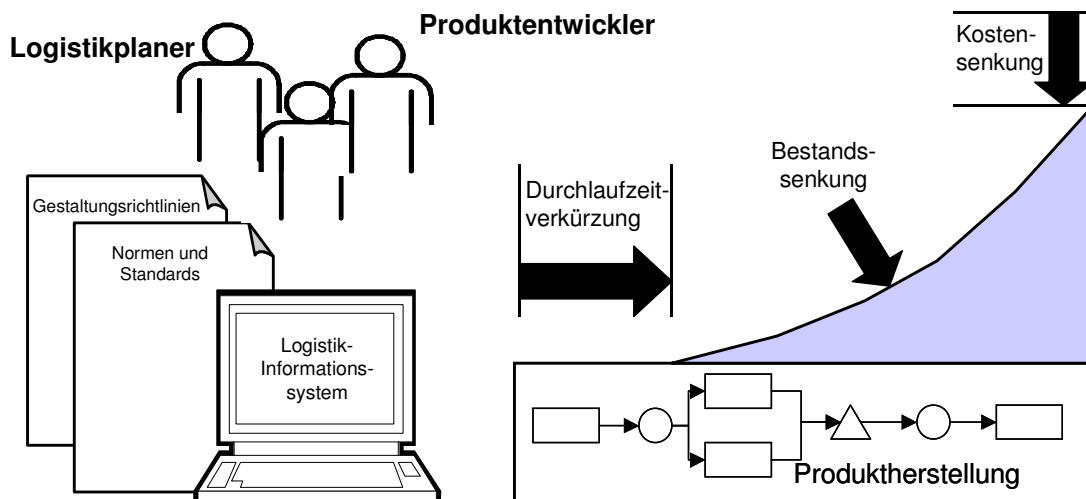 Logistikplaner
Produktentwickler
Gestaltungsrichtlinien
Normen und
Standards
Logistik-
Informations-
system
Durchlaufzeit-
verkürzung
Bestands-
senkung
Kosten-
senkung
Produktherstellung